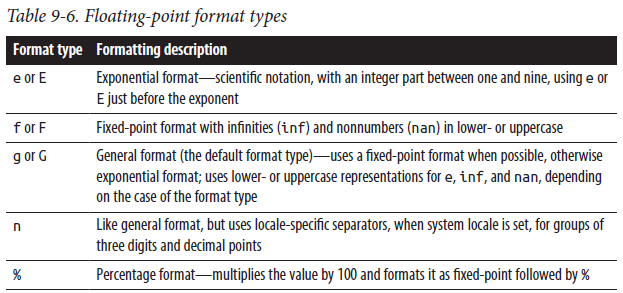 Table 9-6. Floating-point format types
Format type Formatting description
e or E Exponential format—scientific notation, with an integer part between one and nine, using e or
E just before the exponent
f or F Fixed-point format with infinities (inf) and nonnumbers (nan) in lower- or uppercase
g or G General format (the default format type)—uses a fixed-point format when possible, otherwise
exponential format; uses lower- or uppercase representations for e, inf, and nan, depending
on the case of the format type
n Like general format, but uses locale-specific separators, when system locale is set, for groups of
three digits and decimal points
% Percentage format—multiplies the value by 100 and formats it as fixed-point followed by %